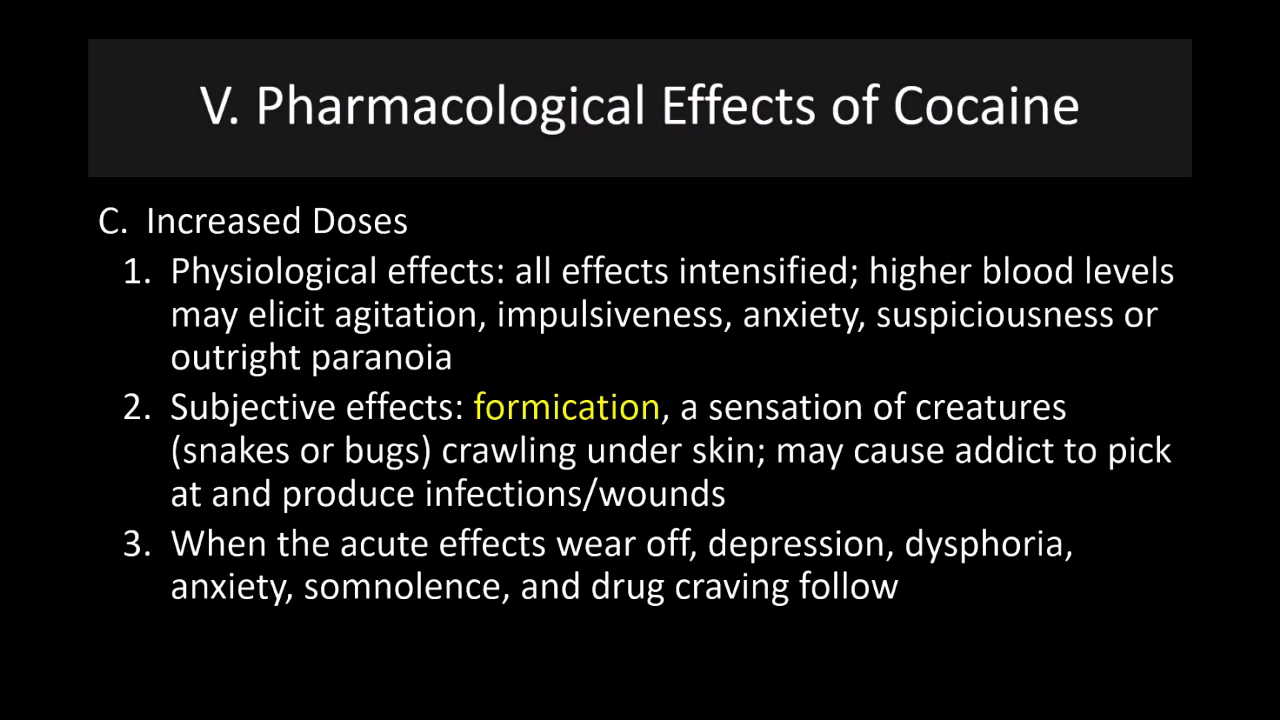 V. Pharmacological Effects of Cocaine
C. Increased Doses
1. Physiological effects: all effects intensified; higher blood levels
may elicit agitation, impulsiveness, anxiety, suspiciousness or
outright paranoia
2. Subjective effects: formication, a sensation of creatures
(snakes or bugs) crawling under skin; may cause addict to pick
at and produce infections/wounds
3. When the acute effects wear off, depression, dysphoria,
anxiety, somnolence, and drug craving follow